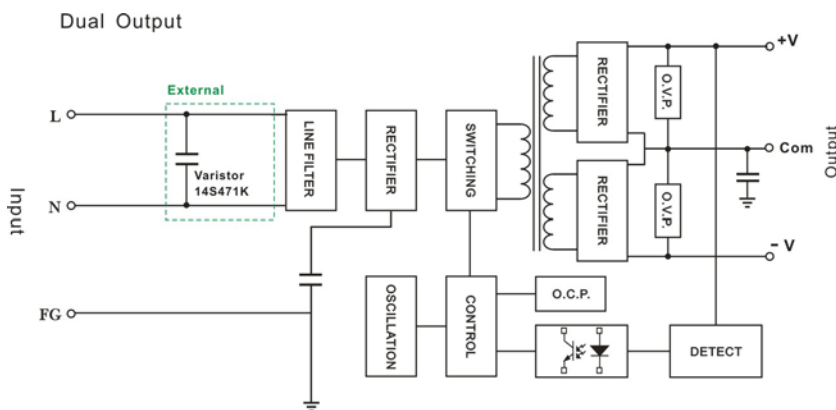 Dual Output
External
L
Varistor
14S471K
N
FG
Input
LINE FILTER
RECTIFIER
SWITCHING
RECTIFIER
RECTIFIER
O.V.P.
O.V.P.
+V
Com
- V
Output
OSCILLATION
CONTROL
O.C.P.
DETECT